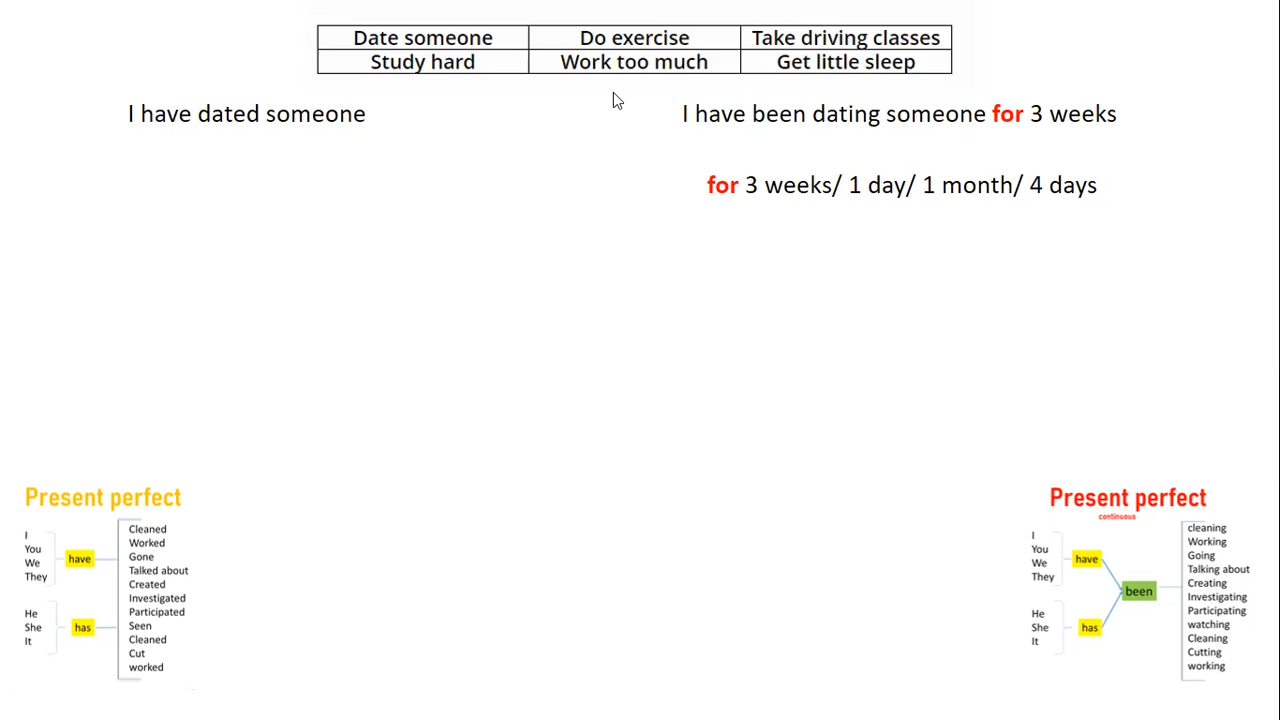 Date someone Do exercise Take driving classes
Study hard Work too much Get little sleep
I have dated someone
I have been dating someone for 3 weeks
for 3 weeks/ 1 day/ 1 month/ 4 days
Present perfect
I
You
We
They
have
He
She
It
has
Cleaned
Worked
Gone
Talked about
Created
Investigated
Participated
Seen
Cleaned
Cut
worked
Present perfect
continuous
I
You
We
They
have
He
She
It
has
been
cleaning
Working
Going
Talking about
Creating
Investigating
Participating
watching
Cleaning
Cutting
working